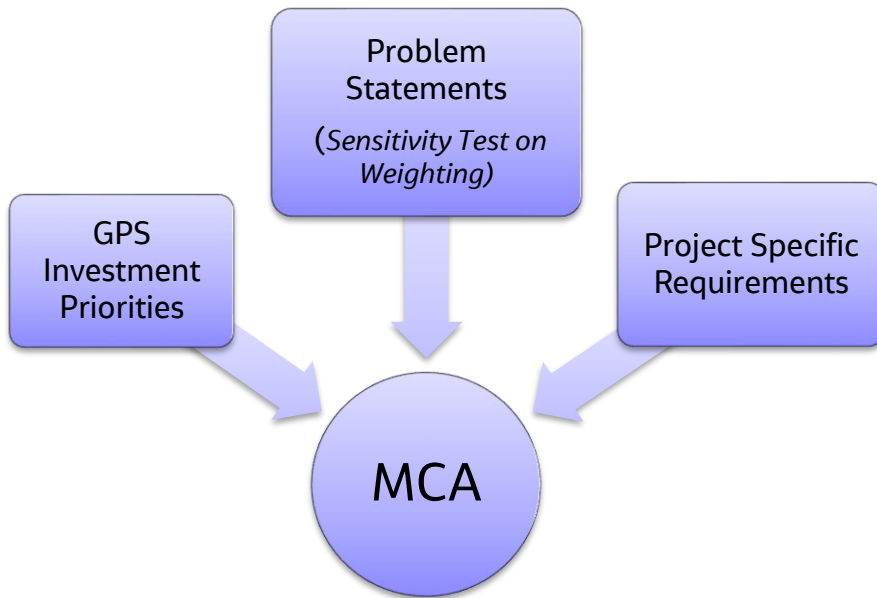 Problem
Statements
(Sensitivity Test on
Weighting)
GPS
Investment
Priorities
Project Specific
Requirements
MCA